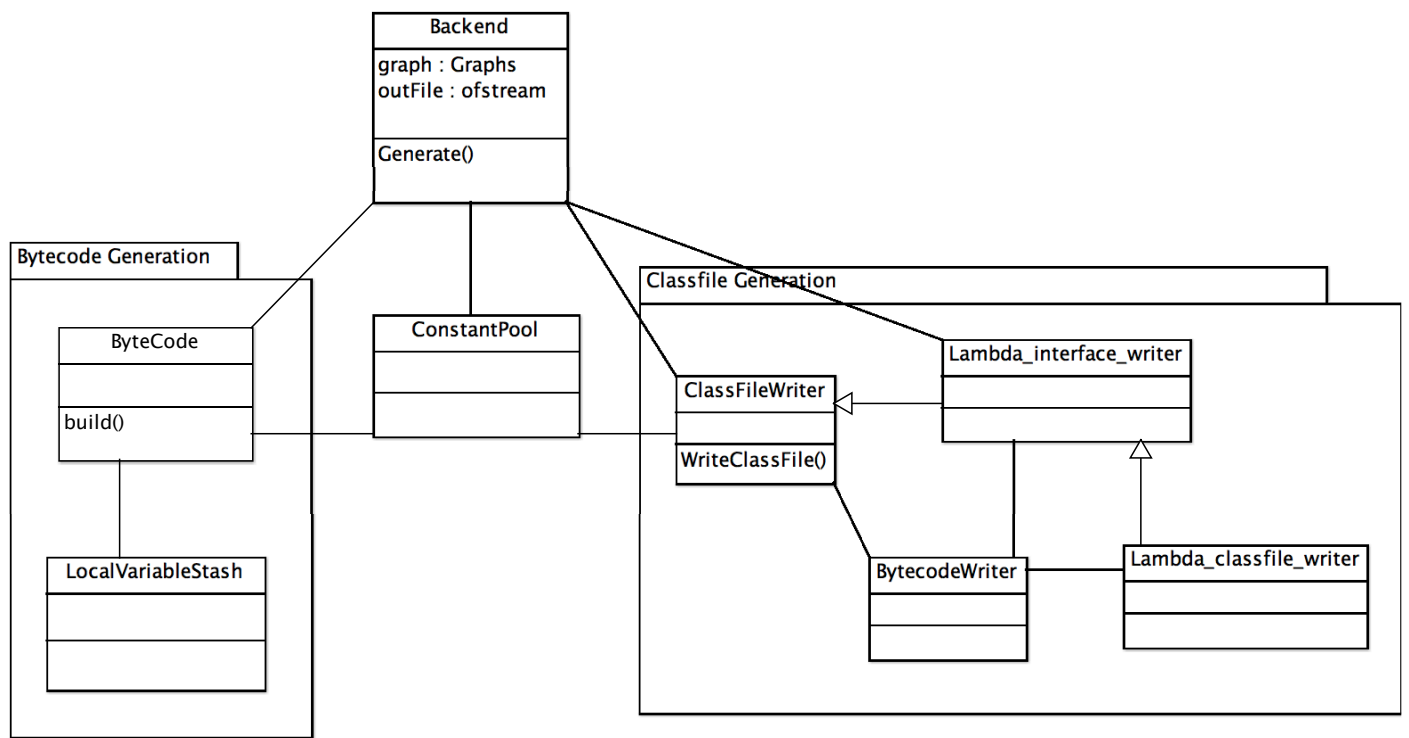 Backend
graph : Graphs
outFile : ofstream
Generate()
Bytecode Generation
Classfile Generation
ByteCode
build()
ConstantPool
ClassFileWriter
WriteClassFile()
Lambda_interface_writer
LocalVariableStash
BytecodeWriter
Lambda_classfile_writer